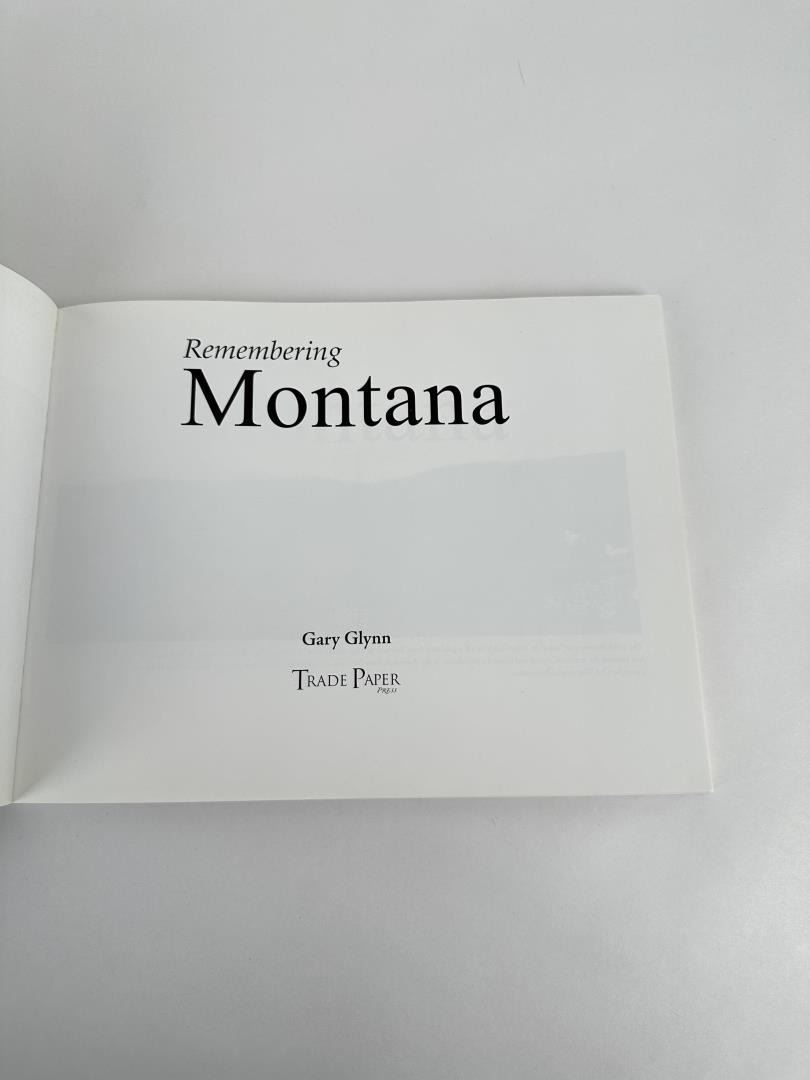 Remembering
Montana
Gary Glynn
TRADE PAPER
PRESS